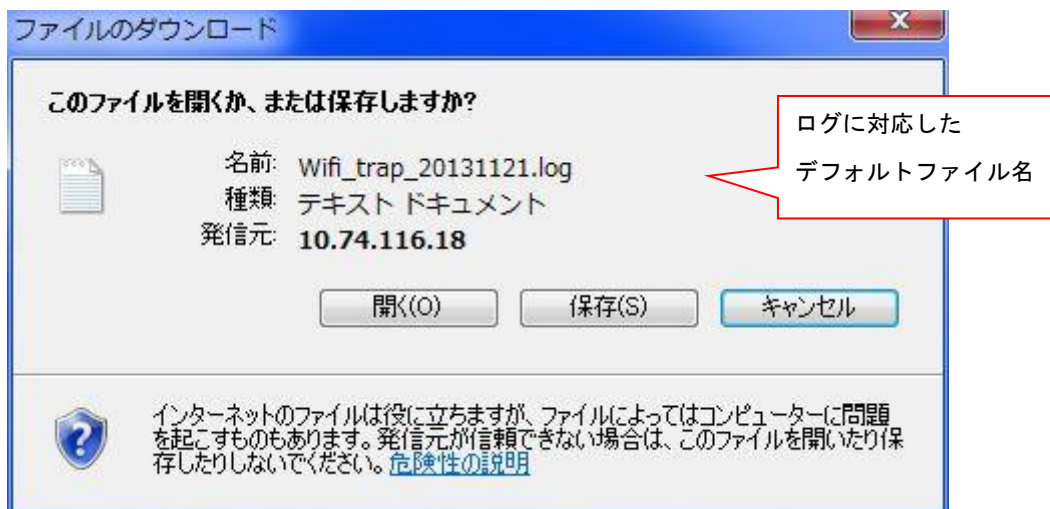 ファイルのダウンロード
このファイルを開くか、または保存しますか?
ログに対応した
デフォルトファイル名
名前: Wifi_trap_20131121.log
種類: テキスト ドキュメント
発信元: 10.74.116.18
開く(O) 保存(S) キャンセル
インターネットのファイルは役に立ちますが、ファイルによってはコンピューターに問題
を起こすものもあります。発信元が信頼できない場合は、このファイルを開いたり保
存したりしないでください。危険性の説明